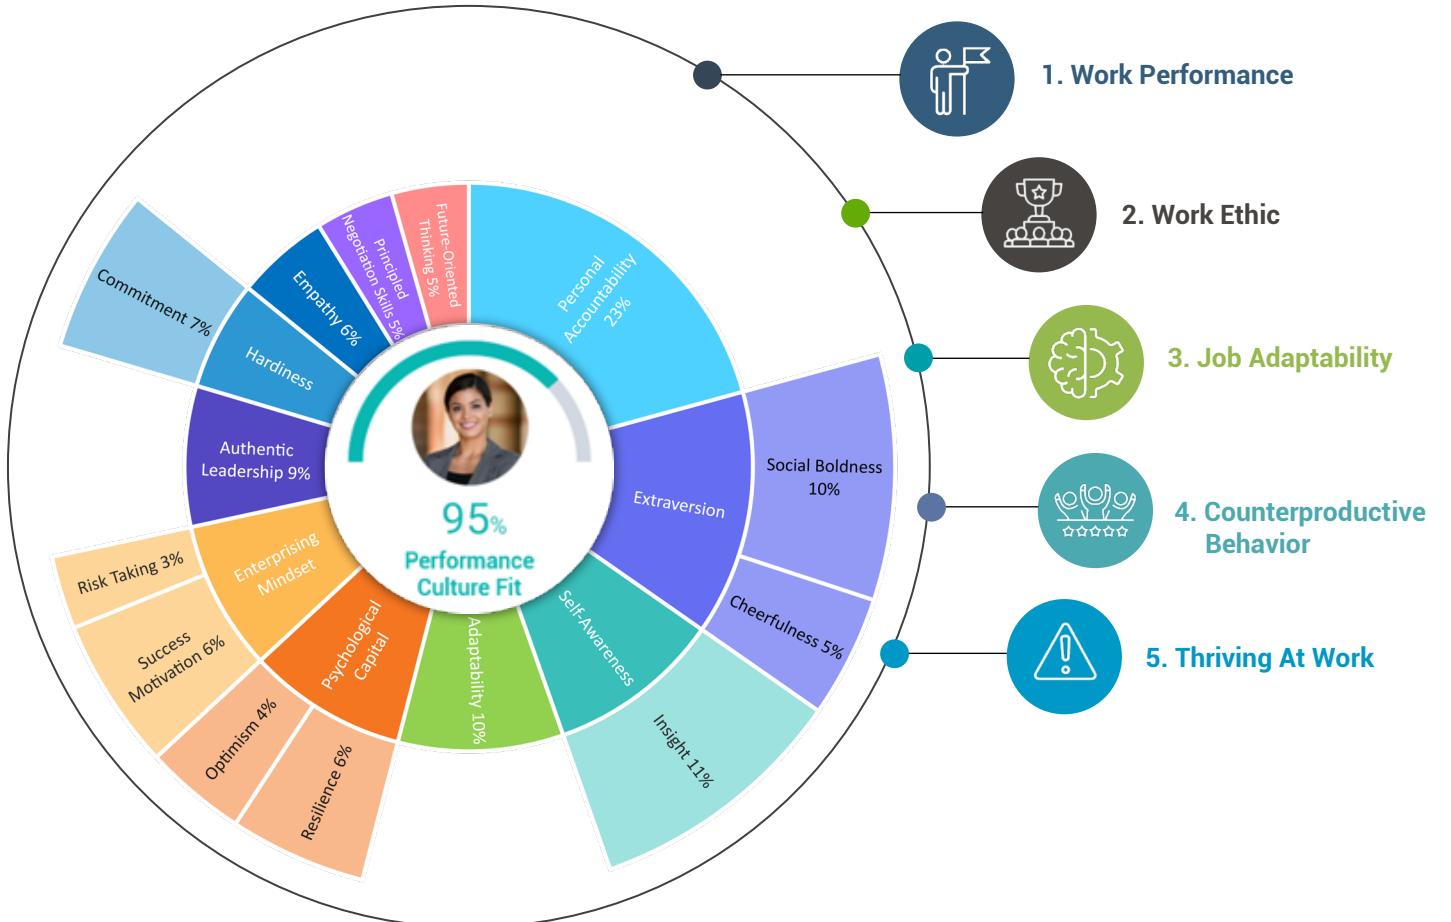 1. Work Performance
2. Work Ethic
3. Job Adaptability
4. Counterproductive
Behavior
5. Thriving At Work
Personal
Accountability
23%
Extraversion
Social Boldness
10%
Cheerfulness 5%
Self-Awareness
Insight 11%
Adaptability 10%
Psychological
Capital
Resilience 6%
Optimism 4%
Enterprising
Mindset
Success
Motivation 6%
Risk Taking 3%
Authentic
Leadership 9%
Hardiness
Commitment 7%
Empathy 6%
Principled
Negotiation Skills 5%
Future-Oriented
Thinking 5%
95%
Performance
Culture Fit